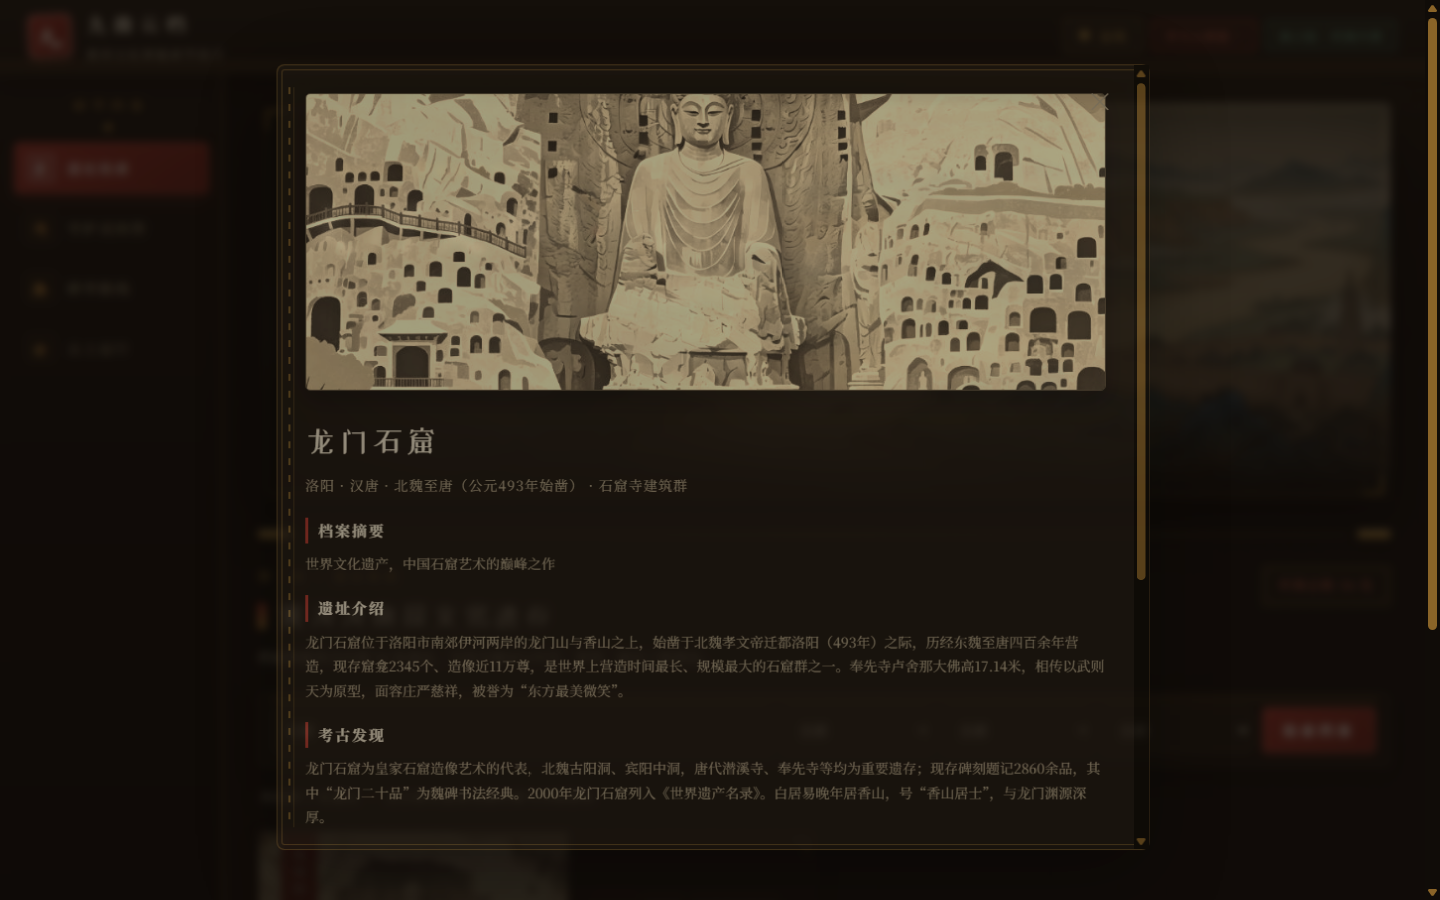 龙门石窟
洛阳 · 汉唐 · 北魏至唐（公元493年始凿） · 石窟寺建筑群
档案摘要
世界文化遗产，中国石窟艺术的巅峰之作
遗址介绍
龙门石窟位于洛阳市南郊伊河两岸的龙门山与香山之上，始凿于北魏孝文帝迁都洛阳（493年）之际，历经东魏至唐四百余年营
造，现存窟龛2345个、造像近11万尊，是世界上营造时间最长、规模最大的石窟群之一。奉先寺卢舍那大佛高17.14米，相传以武则
天为原型，面容庄严慈祥，被誉为“东方最美微笑”。
考古发现
龙门石窟为皇家石窟造像艺术的代表，北魏古阳洞、宾阳中洞，唐代潜溪寺、奉先寺等均为重要遗存；现存碑刻题记2860余品，其
中“龙门二十品”为魏碑书法经典。2000年龙门石窟列入《世界遗产名录》。白居易晚年居香山，号“香山居士”，与龙门渊源深
厚。